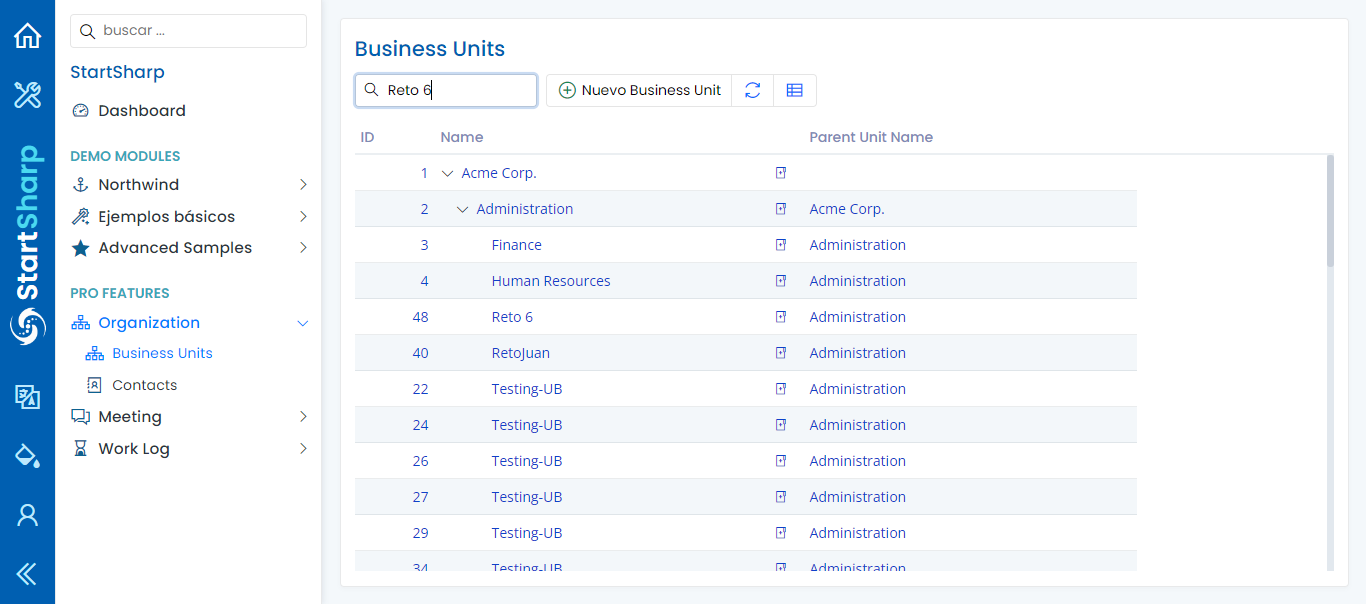 StartSharp
buscar ...
StartSharp
Dashboard
DEMO MODULES
Northwind
Ejemplos básicos
Advanced Samples
PRO FEATURES
Organization
Business Units
Contacts
Meeting
Work Log
Business Units
Reto 6
Nuevo Business Unit
ID Name Parent Unit Name
1 Acme Corp.
2 Administration Acme Corp.
3 Finance Administration
4 Human Resources Administration
48 Reto 6 Administration
40 RetoJuan Administration
22 Testing-UB Administration
24 Testing-UB Administration
26 Testing-UB Administration
27 Testing-UB Administration
29 Testing-UB Administration
34 Testing-UB Administration